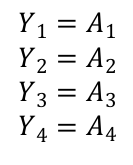 Y₁ = A₁
Y₂ = A₂
Y₃ = A₃
Y₄ = A₄